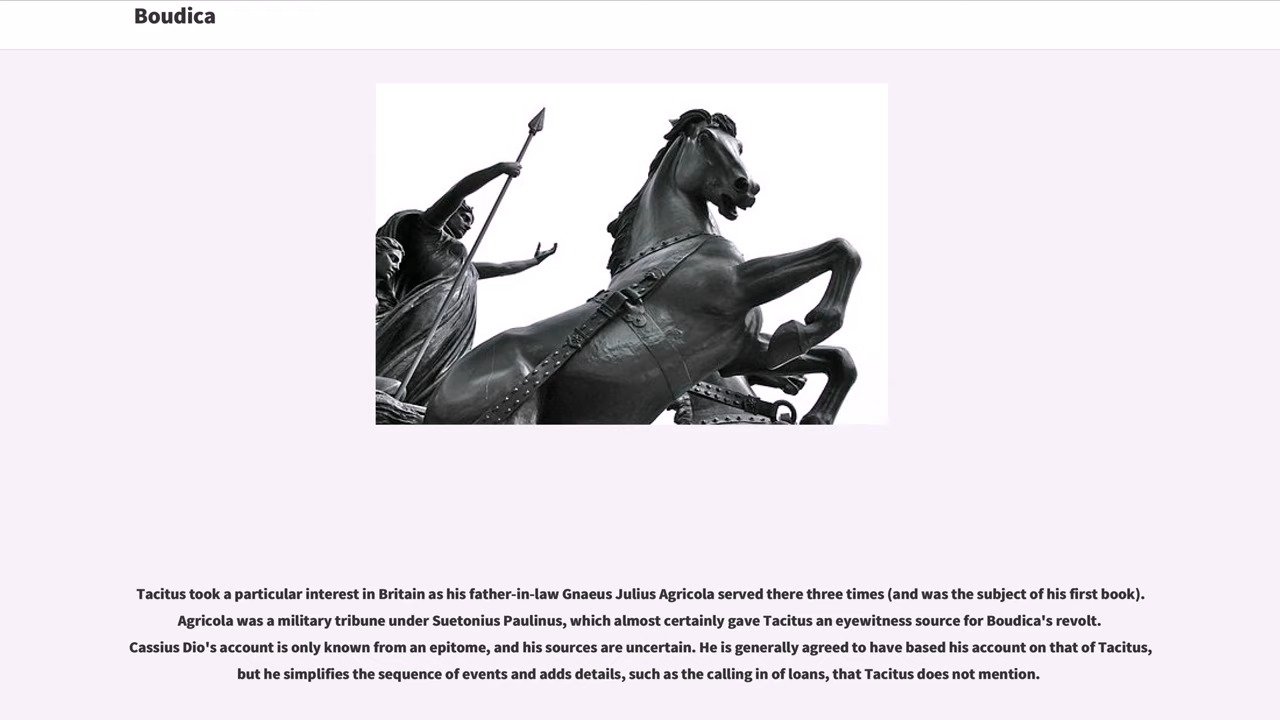 Boudica
Tacitus took a particular interest in Britain as his father-in-law Gnaeus Julius Agricola served there three times (and was the subject of his first book).
Agricola was a military tribune under Suetonius Paulinus, which almost certainly gave Tacitus an eyewitness source for Boudica's revolt.
Cassius Dio's account is only known from an epitome, and his sources are uncertain. He is generally agreed to have based his account on that of Tacitus,
but he simplifies the sequence of events and adds details, such as the calling in of loans, that Tacitus does not mention.